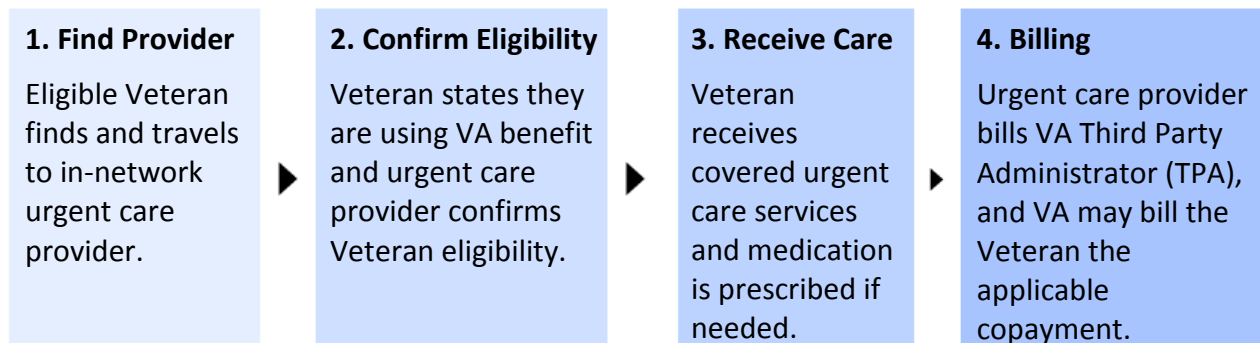 1. Find Provider
Eligible Veteran
finds and travels
to in-network
urgent care
provider.
2. Confirm Eligibility
Veteran states they
are using VA benefit
and urgent care
provider confirms
Veteran eligibility.
3. Receive Care
Veteran
receives
covered urgent
care services
and medication
is prescribed if
needed.
4. Billing
Urgent care provider
bills VA Third Party
Administrator (TPA),
and VA may bill the
Veteran the
applicable
copayment.